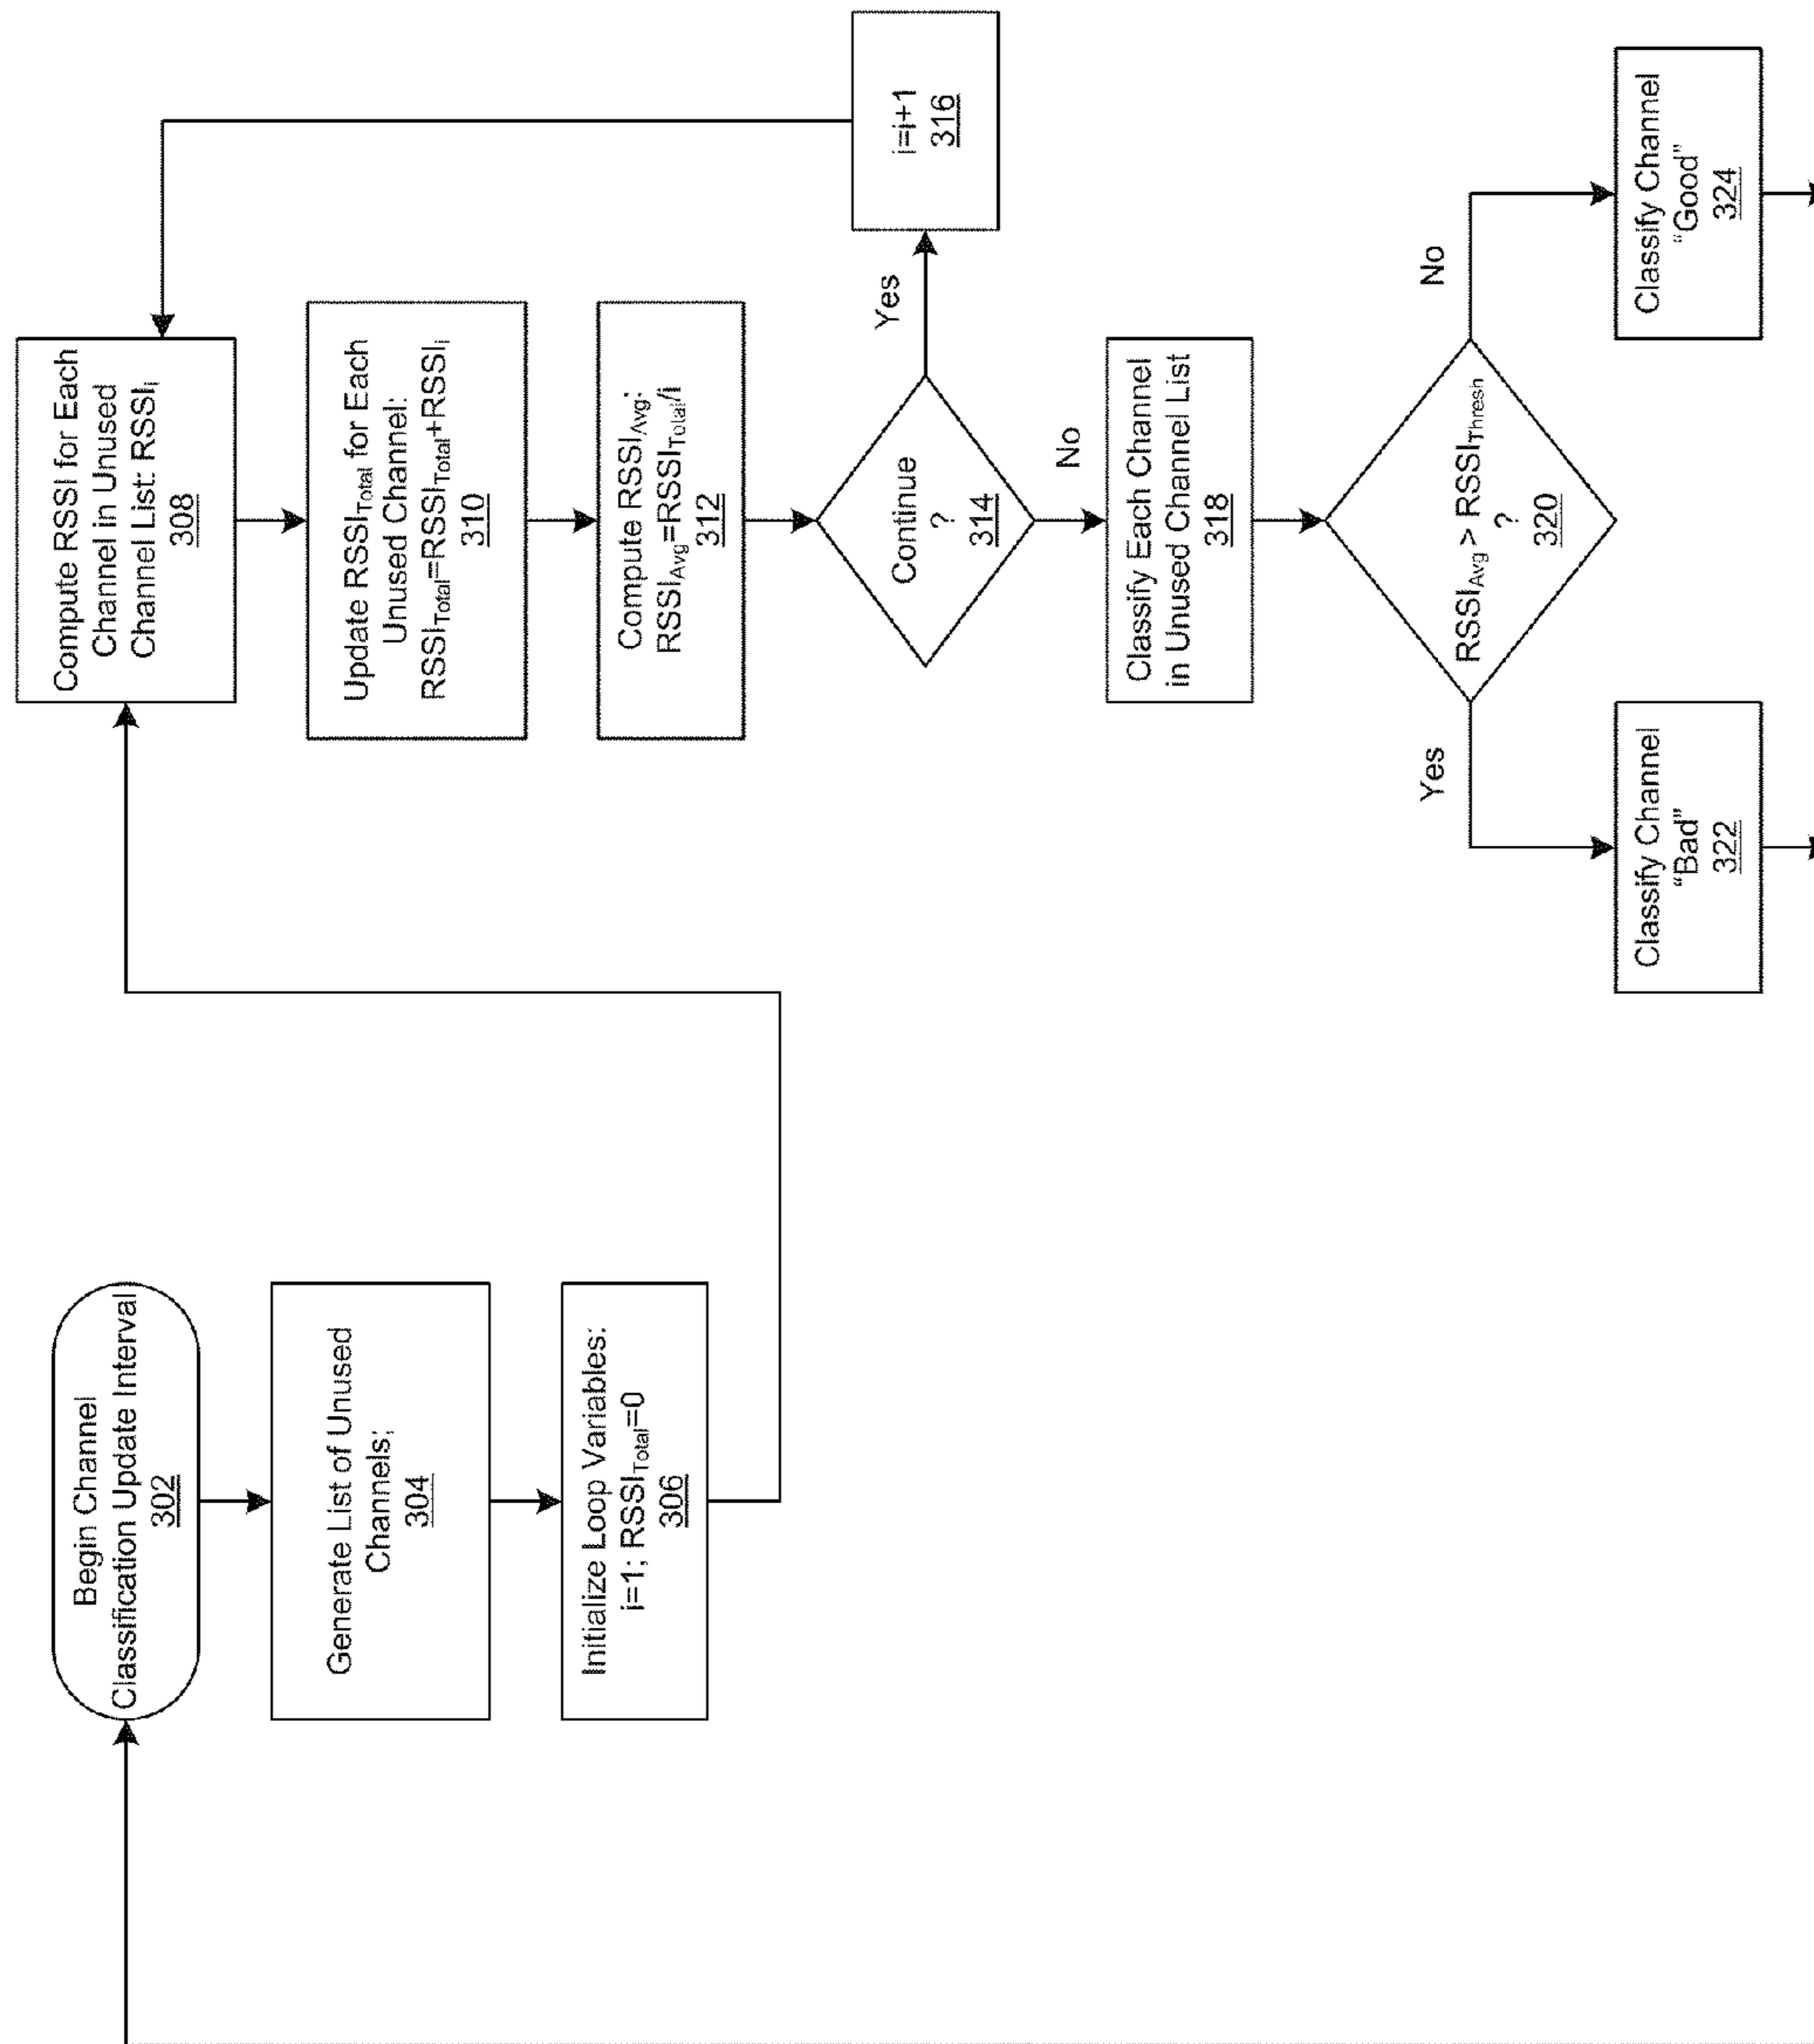 Begin Channel
Classification Update Interval
302
Generate List of Unused
Channels;
304
Initialize Loop Variables:
i=1; RSSI_Total=0
306
Compute RSSI for Each
Channel in Unused
Channel List: RSSI_i
308
Update RSSI_Total for Each
Unused Channel:
RSSI_Total=RSSI_Total+RSSI_i
310
Compute RSSI_Avg:
RSSI_Avg=RSSI_Total/i
312
Continue
?
314
Yes
i=i+1
316
No
Classify Each Channel
in Unused Channel List
318
RSSI_Avg > RSSI_Thresh
?
320
Yes
No
Classify Channel
"Bad"
322
Classify Channel
"Good"
324